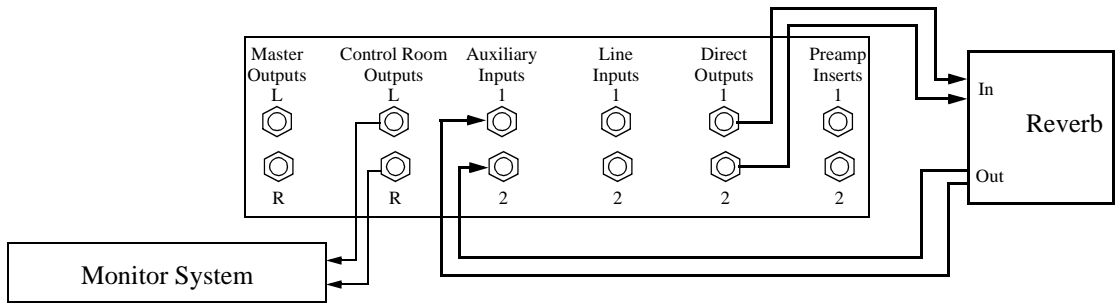 Master Outputs
Control Room Outputs
Auxiliary Inputs
Line Inputs
Direct Outputs
Preamp Inserts
L
L
1
1
1
1
R
R
2
2
2
2
In
Reverb
Out
Monitor System